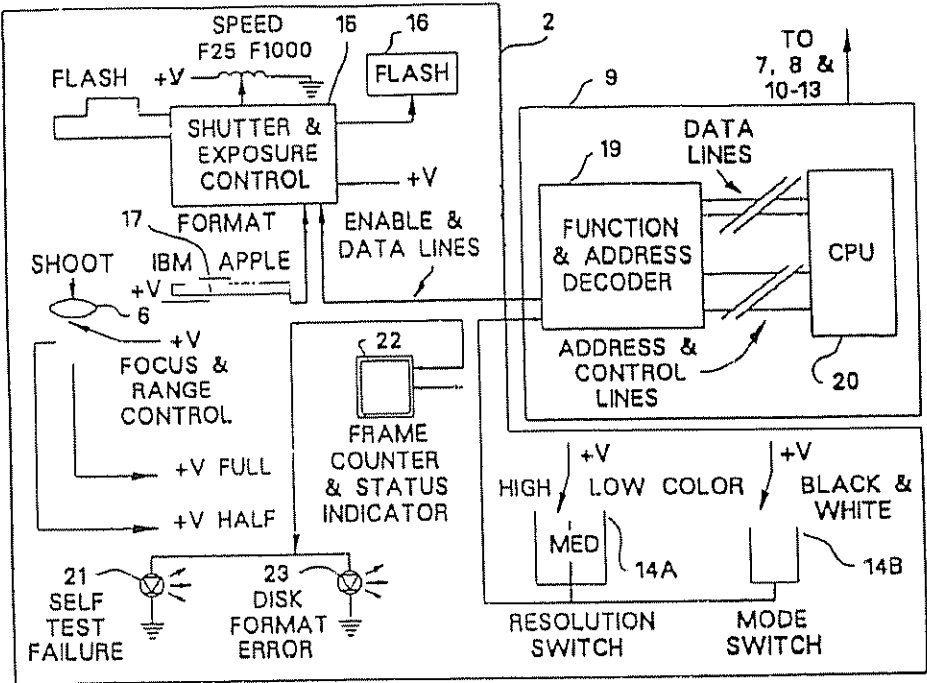 SPEED
F25 F1000
15
16
2
TO
7, 8 &
10-13
FLASH
+V
FLASH
9
SHUTTER &
EXPOSURE
CONTROL
DATA
LINES
19
+V
FORMAT
ENABLE &
DATA LINES
17
FUNCTION
& ADDRESS
DECODER
CPU
SHOOT
IBM APPLE
+V
6
+V
FOCUS &
RANGE
CONTROL
22
ADDRESS &
CONTROL
LINES
20
FRAME
COUNTER
& STATUS
INDICATOR
+V FULL
+V HALF
+V
+V
HIGH
LOW
COLOR
BLACK &
WHITE
MED
14A
14B
21
SELF
TEST
FAILURE
23
DISK
FORMAT
ERROR
RESOLUTION
SWITCH
MODE
SWITCH